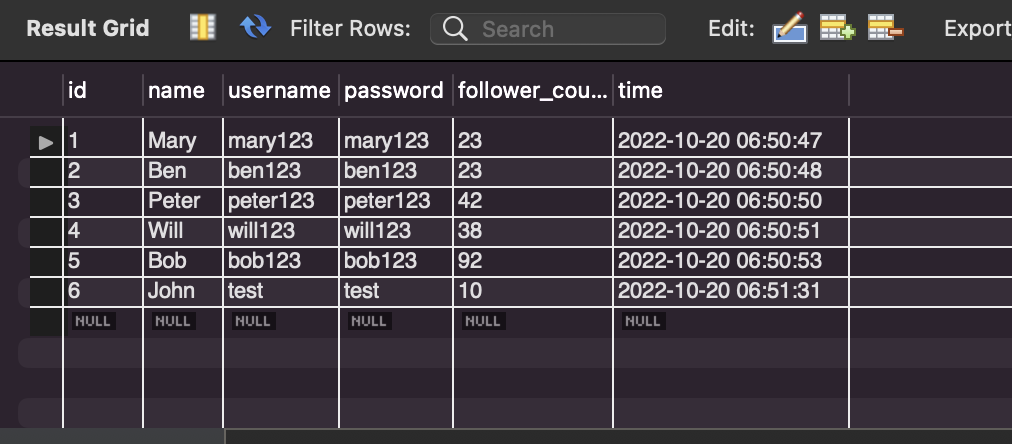 Result Grid Filter Rows: Search Edit: Export
id name username password follower_cou... time
1 Mary mary123 mary123 23 2022-10-20 06:50:47
2 Ben ben123 ben123 23 2022-10-20 06:50:48
3 Peter peter123 peter123 42 2022-10-20 06:50:50
4 Will will123 will123 38 2022-10-20 06:50:51
5 Bob bob123 bob123 92 2022-10-20 06:50:53
6 John test test 10 2022-10-20 06:51:31
NULL NULL NULL NULL NULL NULL